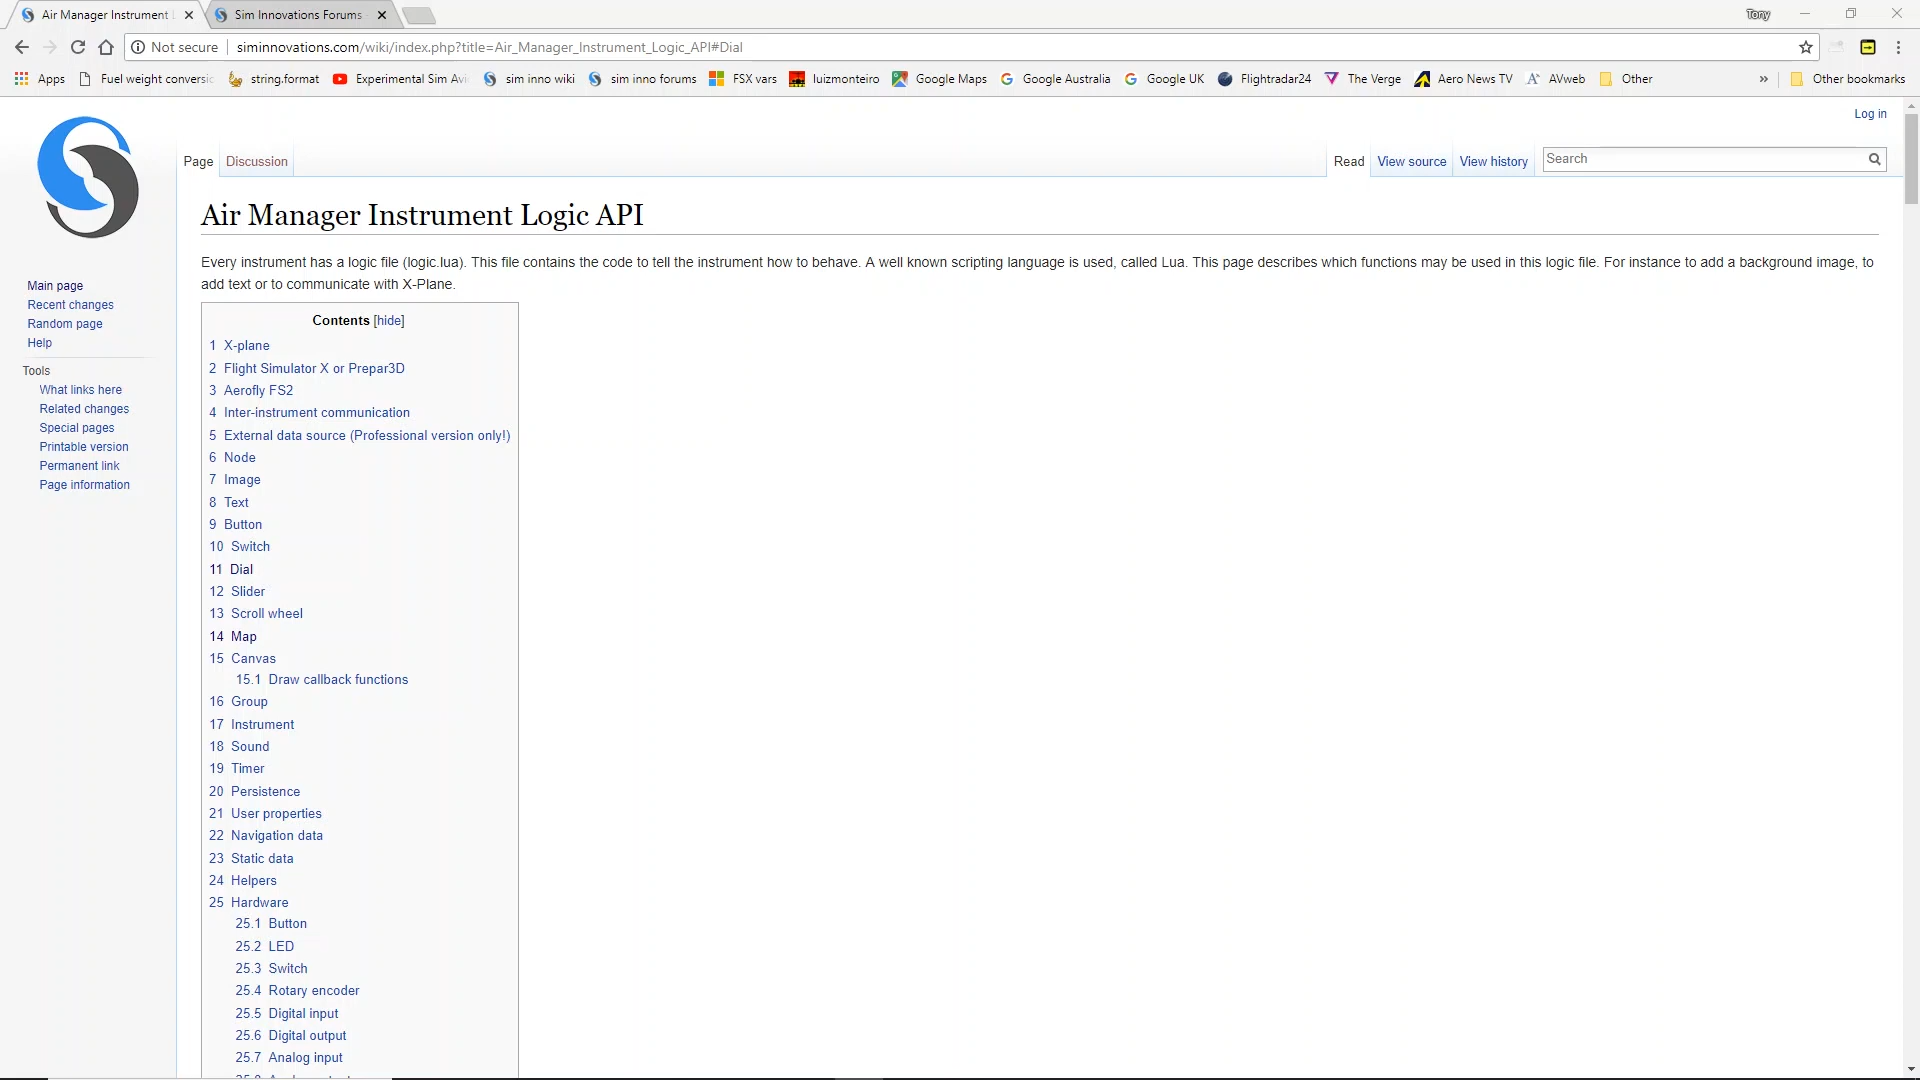 Air Manager Instrument L
Sim Innovations Forums
Tony
Not secure
siminnovations.com/wiki/index.php?title=Air_Manager_Instrument_Logic_API#Dial
Apps
Fuel weight conversic
string.format
Experimental Sim Avi
sim inno wiki
sim inno forums
FSX vars
luizmonteiro
Google Maps
Google Australia
Google UK
Flightradar24
The Verge
Aero News TV
AVweb
Other
»
Other bookmarks
Log in
Page
Discussion
Read
View source
View history
Search
Air Manager Instrument Logic API
Every instrument has a logic file (logic.lua). This file contains the code to tell the instrument how to behave. A well known scripting language is used, called Lua. This page describes which functions may be used in this logic file. For instance to add a background image, to
add text or to communicate with X-Plane.
Main page
Recent changes
Random page
Help
Tools
What links here
Related changes
Special pages
Printable version
Permanent link
Page information
Contents [hide]
1 X-plane
2 Flight Simulator X or Prepar3D
3 Aerofly FS2
4 Inter-instrument communication
5 External data source (Professional version only!)
6 Node
7 Image
8 Text
9 Button
10 Switch
11 Dial
12 Slider
13 Scroll wheel
14 Map
15 Canvas
15.1 Draw callback functions
16 Group
17 Instrument
18 Sound
19 Timer
20 Persistence
21 User properties
22 Navigation data
23 Static data
24 Helpers
25 Hardware
25.1 Button
25.2 LED
25.3 Switch
25.4 Rotary encoder
25.5 Digital input
25.6 Digital output
25.7 Analog input